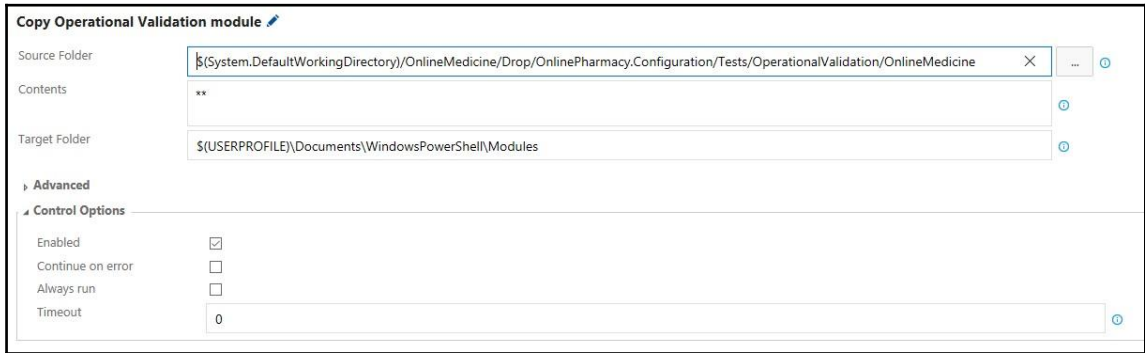 Copy Operational Validation module
Source Folder
$(System.DefaultWorkingDirectory)/OnlineMedicine/Drop/OnlinePharmacy.Configuration/Tests/OperationalValidation/OnlineMedicine
...
Contents
**
Target Folder
$(USERPROFILE)\Documents\WindowsPowerShell\Modules
Advanced
Control Options
Enabled
Continue on error
Always run
Timeout
0